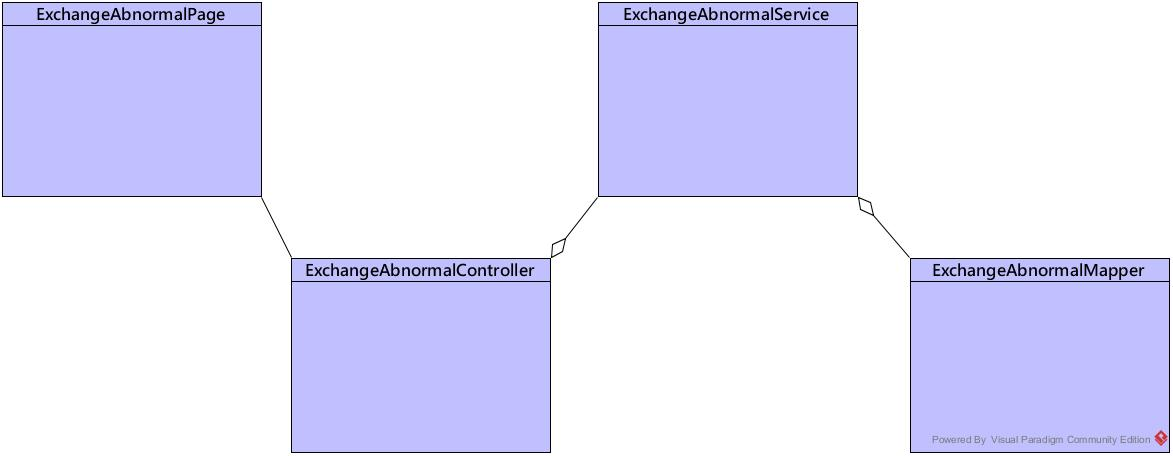 ExchangeAbnormalPage
ExchangeAbnormalService
ExchangeAbnormalController
ExchangeAbnormalMapper
Powered By Visual Paradigm Community Edition